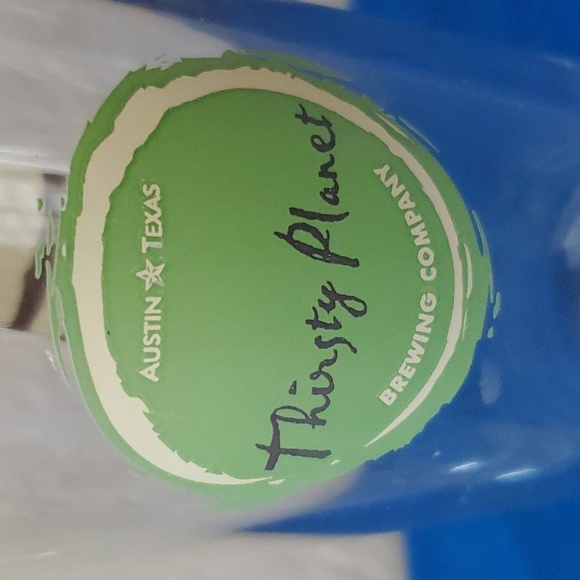 AUSTIN ☆ TEXAS
Thirsty Planet
BREWING COMPANY